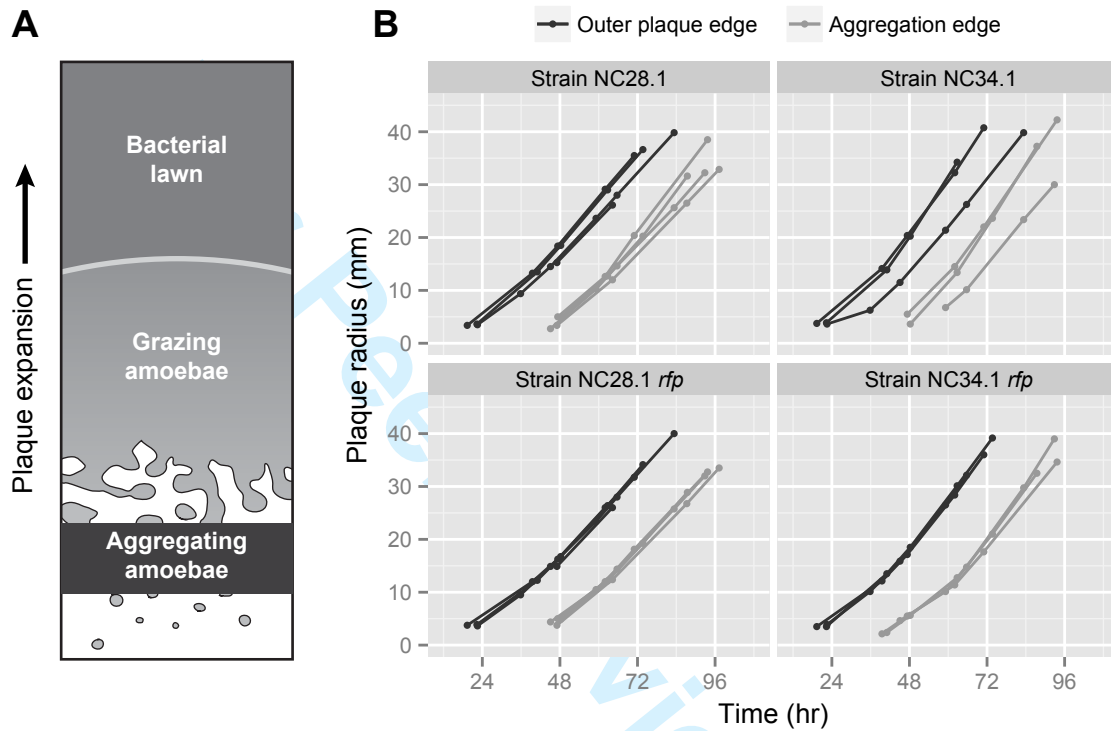 A
Plaque expansion
Bacterial
lawn
Grazing
amoebae
Aggregating
amoebae
B
Outer plaque edge
Aggregation edge
Strain NC28.1
Strain NC34.1
40
30
20
10
0
Plaque radius (mm)
Strain NC28.1 rfp
Strain NC34.1 rfp
40
30
20
10
0
24
48
72
96
24
48
72
96
Time (hr)